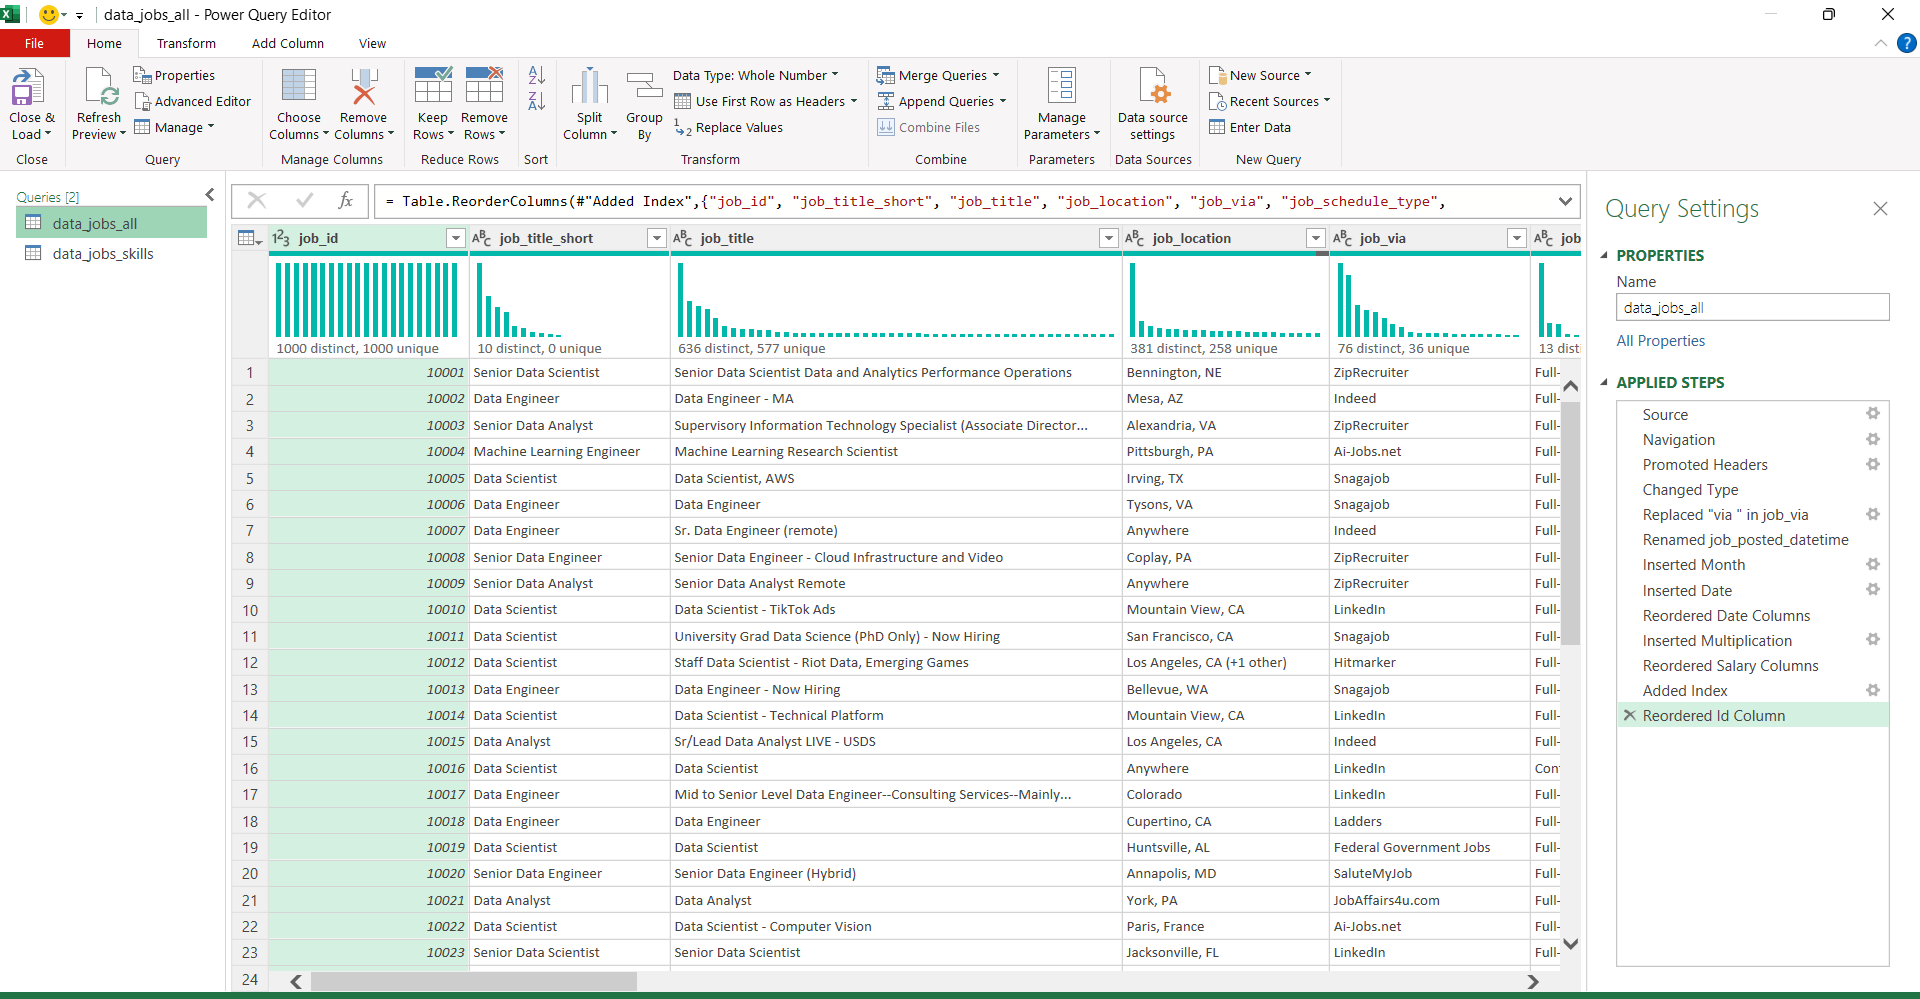 data_jobs_all - Power Query Editor
File
Home
Transform
Add Column
View
Close & Load
Close
Refresh Preview
Properties
Advanced Editor
Manage
Query
Choose Columns
Remove Columns
Manage Columns
Keep Rows
Remove Rows
Reduce Rows
Sort
Split Column
Group By
Data Type: Whole Number
Use First Row as Headers
Replace Values
Transform
Merge Queries
Append Queries
Combine Files
Combine
Manage Parameters
Parameters
Data source settings
Data Sources
New Source
Recent Sources
Enter Data
New Query
Queries [2]
data_jobs_all
data_jobs_skills
fx
= Table.ReorderColumns(#"Added Index",{"job_id", "job_title_short", "job_title", "job_location", "job_via", "job_schedule_type",
123 job_id ABC job_title_short ABC job_title ABC job_location ABC job_via ABC job
1000 distinct, 1000 unique 10 distinct, 0 unique 636 distinct, 577 unique 381 distinct, 258 unique 76 distinct, 36 unique 13 disti
1 10001 Senior Data Scientist Senior Data Scientist Data and Analytics Performance Operations Bennington, NE ZipRecruiter Full-
2 10002 Data Engineer Data Engineer - MA Mesa, AZ Indeed Full-
3 10003 Senior Data Analyst Supervisory Information Technology Specialist (Associate Director... Alexandria, VA ZipRecruiter Full-
4 10004 Machine Learning Engineer Machine Learning Research Scientist Pittsburgh, PA Ai-Jobs.net Full-
5 10005 Data Scientist Data Scientist, AWS Irving, TX Snagajob Full-
6 10006 Data Engineer Data Engineer Tysons, VA Snagajob Full-
7 10007 Data Engineer Sr. Data Engineer (remote) Anywhere Indeed Full-
8 10008 Senior Data Engineer Senior Data Engineer - Cloud Infrastructure and Video Coplay, PA ZipRecruiter Full-
9 10009 Senior Data Analyst Senior Data Analyst Remote Anywhere ZipRecruiter Full-
10 10010 Data Scientist Data Scientist - TikTok Ads Mountain View, CA LinkedIn Full-
11 10011 Data Scientist University Grad Data Science (PhD Only) - Now Hiring San Francisco, CA Snagajob Full-
12 10012 Data Scientist Staff Data Scientist - Riot Data, Emerging Games Los Angeles, CA (+1 other) Hitmarker Full-
13 10013 Data Engineer Data Engineer - Now Hiring Bellevue, WA Snagajob Full-
14 10014 Data Scientist Data Scientist - Technical Platform Mountain View, CA LinkedIn Full-
15 10015 Data Analyst Sr/Lead Data Analyst LIVE - USDS Los Angeles, CA Indeed Full-
16 10016 Data Scientist Data Scientist Anywhere LinkedIn Con
17 10017 Data Engineer Mid to Senior Level Data Engineer--Consulting Services--Mainly... Colorado LinkedIn Full-
18 10018 Data Engineer Data Engineer Cupertino, CA Ladders Full-
19 10019 Data Scientist Data Scientist Huntsville, AL Federal Government Jobs Full-
20 10020 Senior Data Engineer Senior Data Engineer (Hybrid) Annapolis, MD SaluteMyJob Full-
21 10021 Data Analyst Data Analyst York, PA JobAffairs4u.com Full-
22 10022 Data Scientist Data Scientist - Computer Vision Paris, France Ai-Jobs.net Full-
23 10023 Senior Data Scientist Senior Data Scientist Jacksonville, FL LinkedIn Full-
24
Query Settings
PROPERTIES
Name
data_jobs_all
All Properties
APPLIED STEPS
Source
Navigation
Promoted Headers
Changed Type
Replaced "via " in job_via
Renamed job_posted_datetime
Inserted Month
Inserted Date
Reordered Date Columns
Inserted Multiplication
Reordered Salary Columns
Added Index
Reordered Id Column